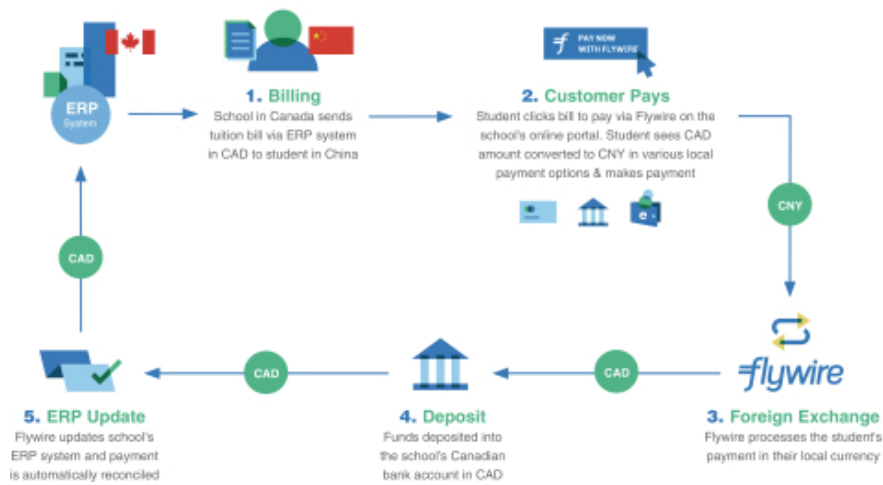 ERP
System
1. Billing
School in Canada sends
tuition bill via ERP system
in CAD to student in China
PAY NOW
WITH FLYWIRE
2. Customer Pays
Student clicks bill to pay via Flywire on the
school's online portal. Student sees CAD
amount converted to CNY in various local
payment options & makes payment
e
CNY
flywire
3. Foreign Exchange
Flywire processes the student's
payment in their local currency
CAD
4. Deposit
Funds deposited into
the school's Canadian
bank account in CAD
CAD
5. ERP Update
Flywire updates school's
ERP system and payment
is automatically reconciled
CAD